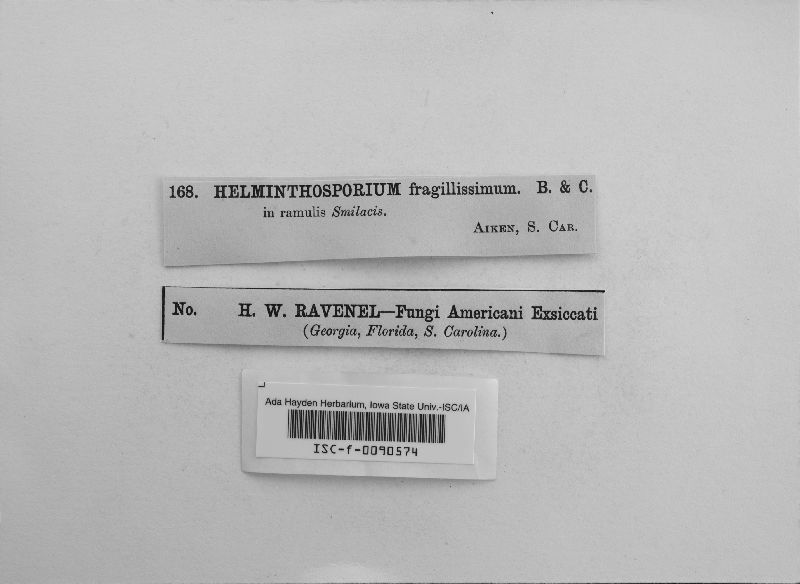 168. HELMINTHOSPORIUM fragillissimum. B. & C.
in ramulis Smilacis.
AIKEN, S. CAR.
No. H. W. RAVENEL—Fungi Americani Exsiccati
(Georgia, Florida, S. Carolina.)
Ada Hayden Herbarium, Iowa State Univ.-ISC/IA
ISC-f-0090574